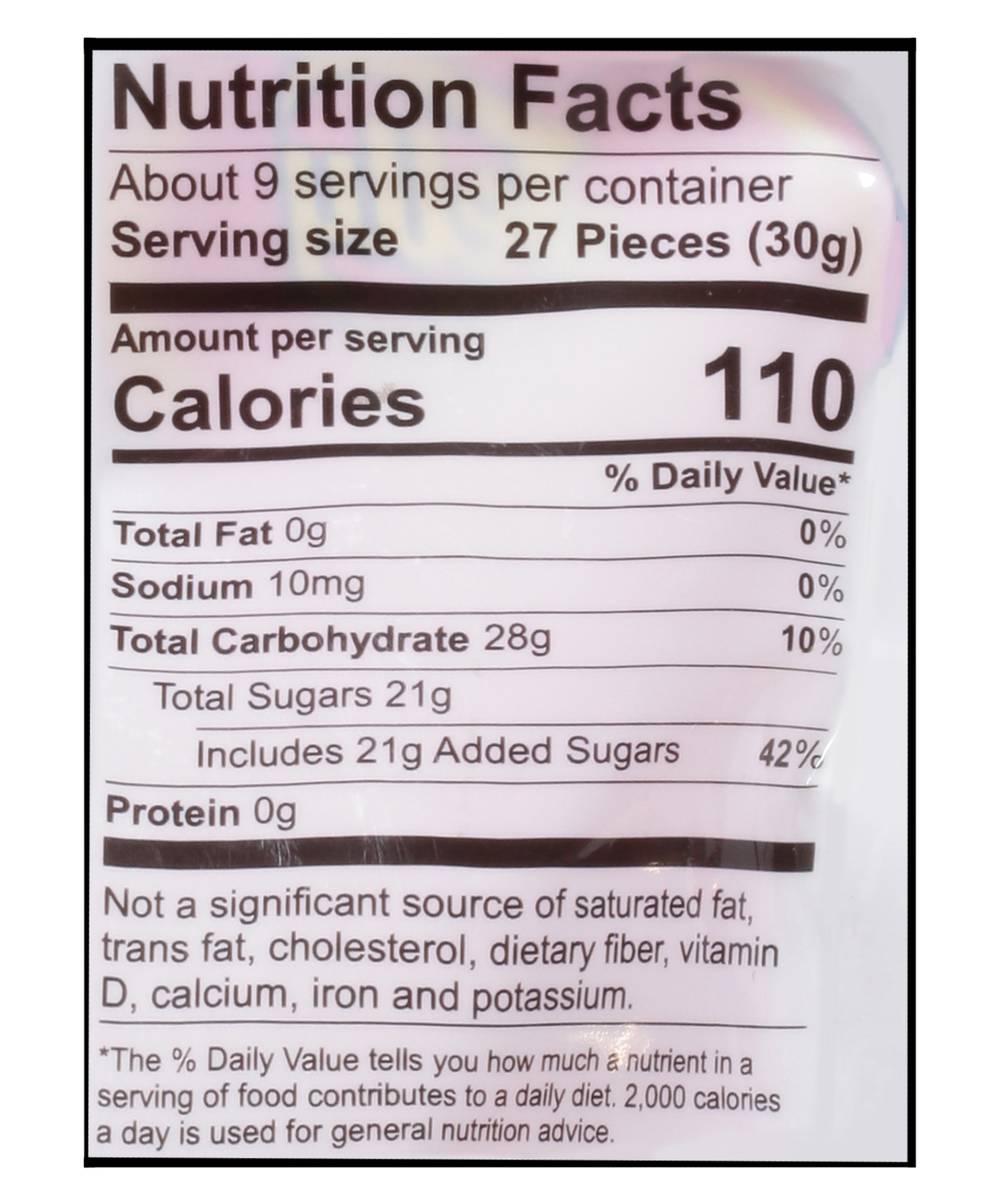 Nutrition Facts
About 9 servings per container
Serving size 27 Pieces (30g)
Amount per serving
Calories 110
% Daily Value*
Total Fat 0g 0%
Sodium 10mg 0%
Total Carbohydrate 28g 10%
Total Sugars 21g
Includes 21g Added Sugars 42%
Protein 0g
Not a significant source of saturated fat,
trans fat, cholesterol, dietary fiber, vitamin
D, calcium, iron and potassium.
*The % Daily Value tells you how much a nutrient in a
serving of food contributes to a daily diet. 2,000 calories
a day is used for general nutrition advice.